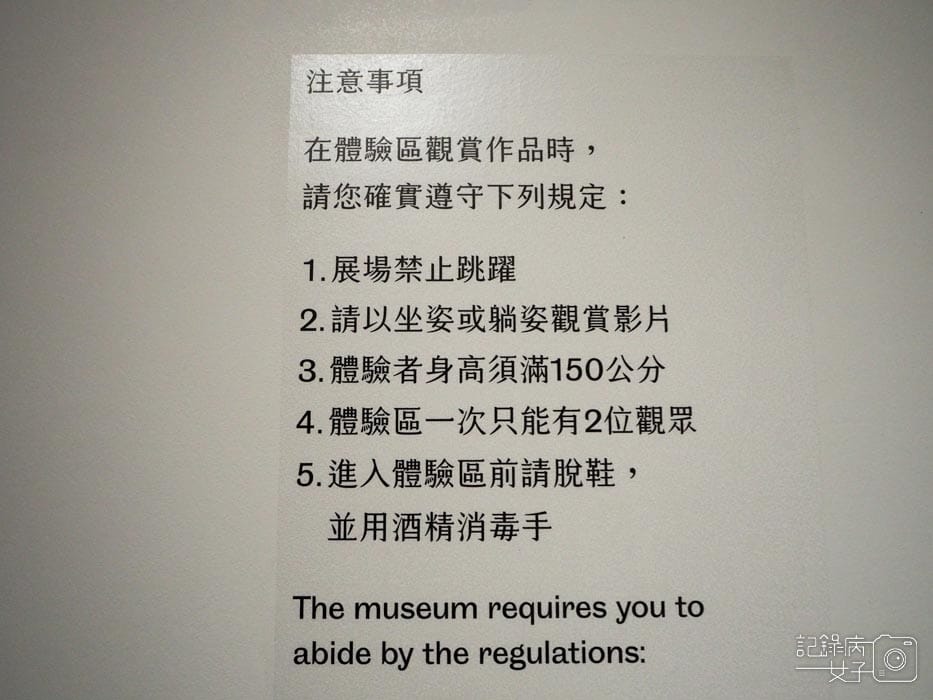 注意事項
在體驗區觀賞作品時，
請您確實遵守下列規定：
1. 展場禁止跳躍
2. 請以坐姿或躺姿觀賞影片
3. 體驗者身高須滿150公分
4. 體驗區一次只能有2位觀眾
5. 進入體驗區前請脫鞋，
並用酒精消毒手
The museum requires you to
abide by the regulations:
記錄病
女子